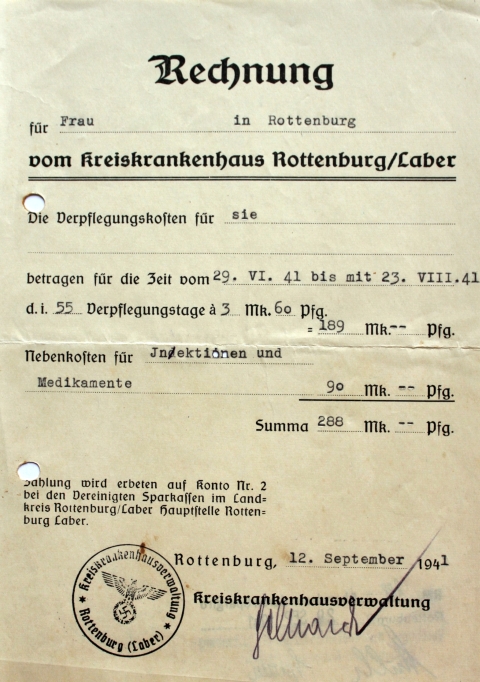 Rechnung
für Frau in Rottenburg
vom Kreiskrankenhaus Rottenburg/Laber
Die Verpflegungskosten für sie
betragen für die Zeit vom 29. VI. 41 bis mit 23. VIII.41
d.i. 55 Verpflegungstage à 3 Mk. 60 Pfg.
= 189 Mk.-- Pfg.
Nebenkosten für Jnjektionen und
Medikamente 90 Mk. -- Pfg.
Summa 288 Mk. -- Pfg.
Zahlung wird erbeten auf Konto Nr. 2
bei den Vereinigten Sparkassen im Land=
kreis Rottenburg/Laber Hauptstelle Rotten=
burg Laber.
Rottenburg, 12. September 1941
Kreiskrankenhausverwaltung
Kreiskrankenhausverwaltung
Rottenburg (Laber)